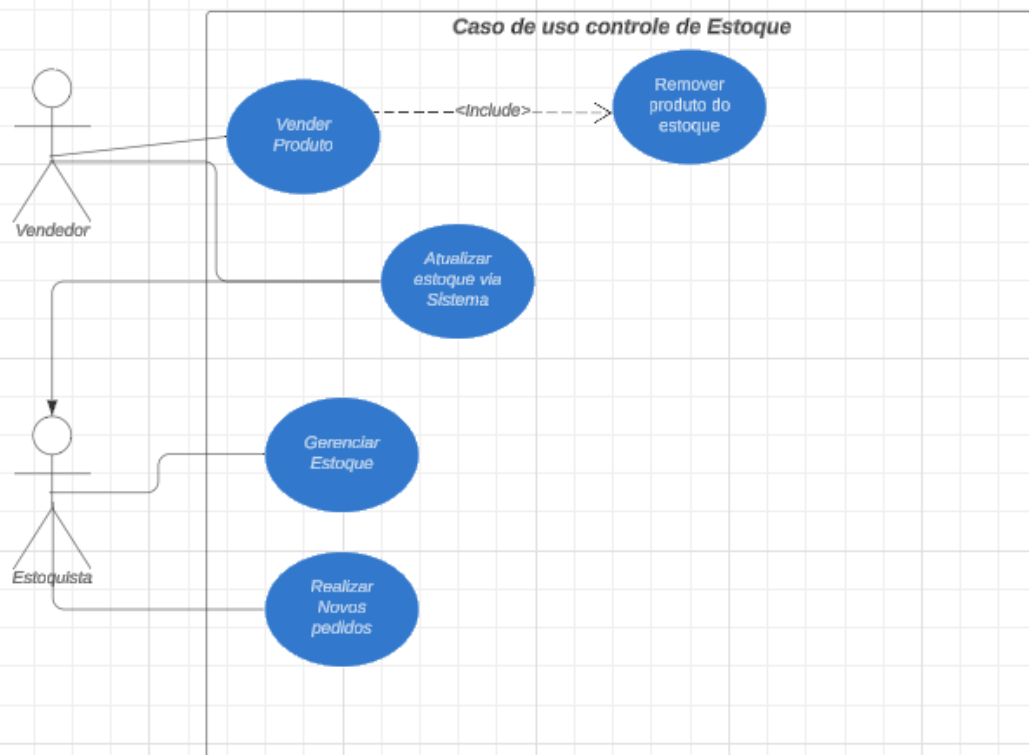 Caso de uso controle de Estoque
Remover
produto do
estoque
<Include>
Vender
Produto
Vendedor
Atualizar
estoque via
Sistema
Gerenciar
Estoque
Estoquista
Realizar
Novos
pedidos